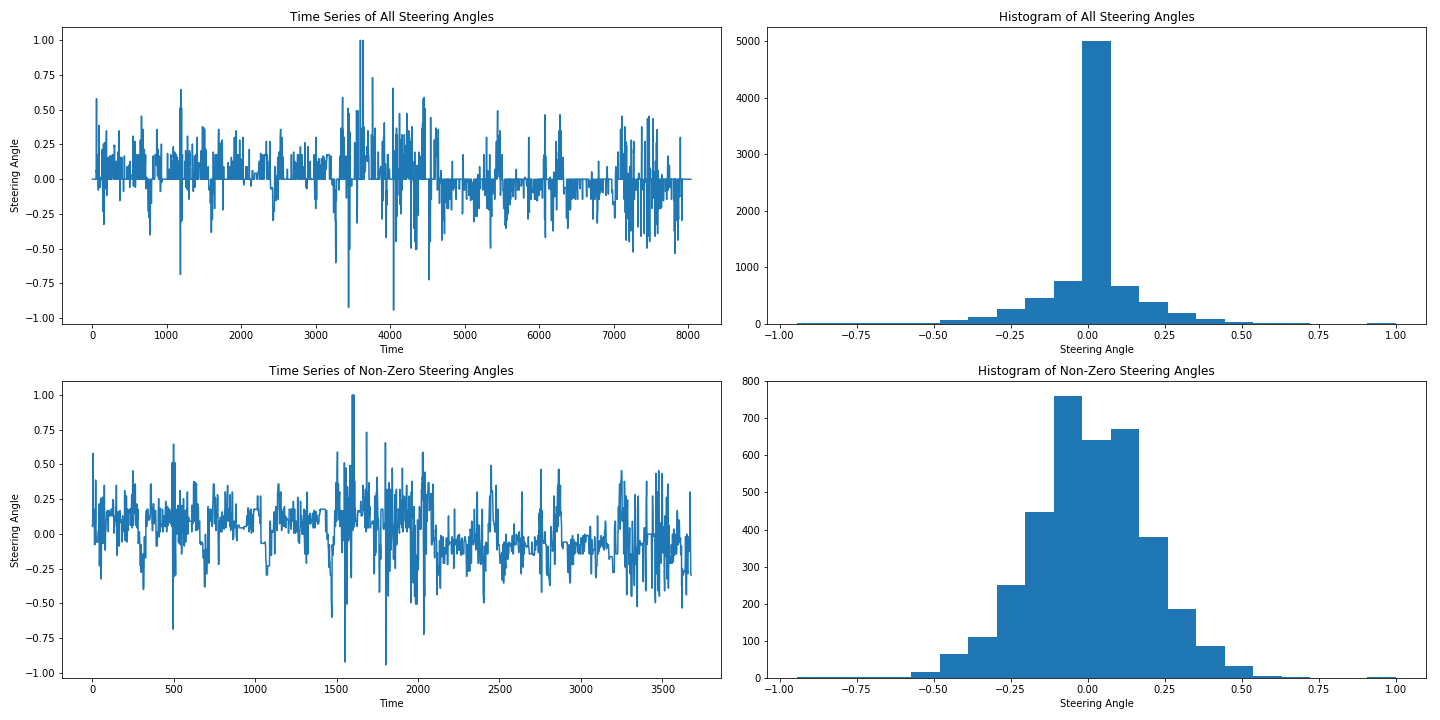 Time Series of All Steering Angles
1.00
0.75
0.50
0.25
0.00
−0.25
−0.50
−0.75
−1.00
Steering Angle
0 1000 2000 3000 4000 5000 6000 7000 8000
Time
Histogram of All Steering Angles
5000
4000
3000
2000
1000
0
−1.00 −0.75 −0.50 −0.25 0.00 0.25 0.50 0.75 1.00
Steering Angle
Time Series of Non-Zero Steering Angles
1.00
0.75
0.50
0.25
0.00
−0.25
−0.50
−0.75
−1.00
Steering Angle
0 500 1000 1500 2000 2500 3000 3500
Time
Histogram of Non-Zero Steering Angles
800
700
600
500
400
300
200
100
0
−1.00 −0.75 −0.50 −0.25 0.00 0.25 0.50 0.75 1.00
Steering Angle